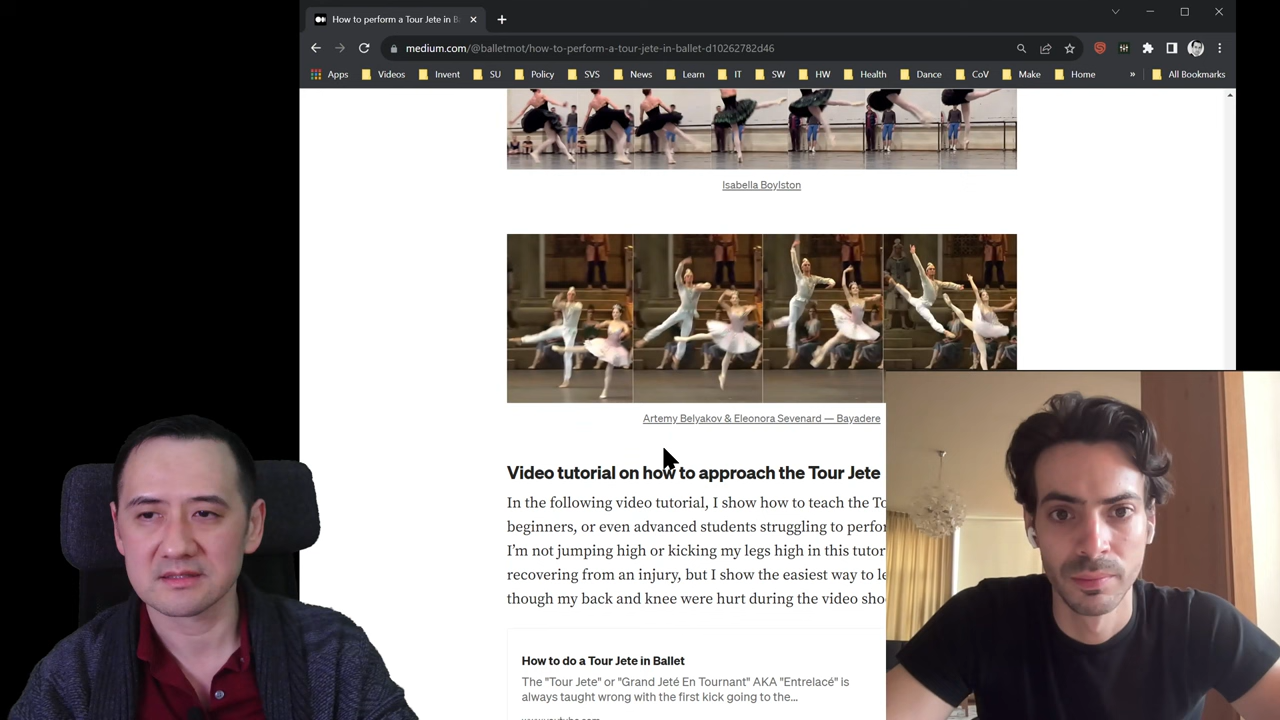 How to perform a Tour Jete in B
medium.com/@balletmot/how-to-perform-a-tour-jete-in-ballet-d10262782d46
Apps Videos Invent SU Policy SVS News Learn IT SW HW Health Dance CoV Make Home » All Bookmarks
Isabella Boylston
Artemy Belyakov & Eleonora Sevenard — Bayadere
Video tutorial on how to approach the Tour Jete
In the following video tutorial, I show how to teach the To
beginners, or even advanced students struggling to perfor
I'm not jumping high or kicking my legs high in this tutor
recovering from an injury, but I show the easiest way to le
though my back and knee were hurt during the video sho
How to do a Tour Jete in Ballet
The "Tour Jete" or "Grand Jeté En Tournant" AKA "Entrelacé" is
always taught wrong with the first kick going to the...